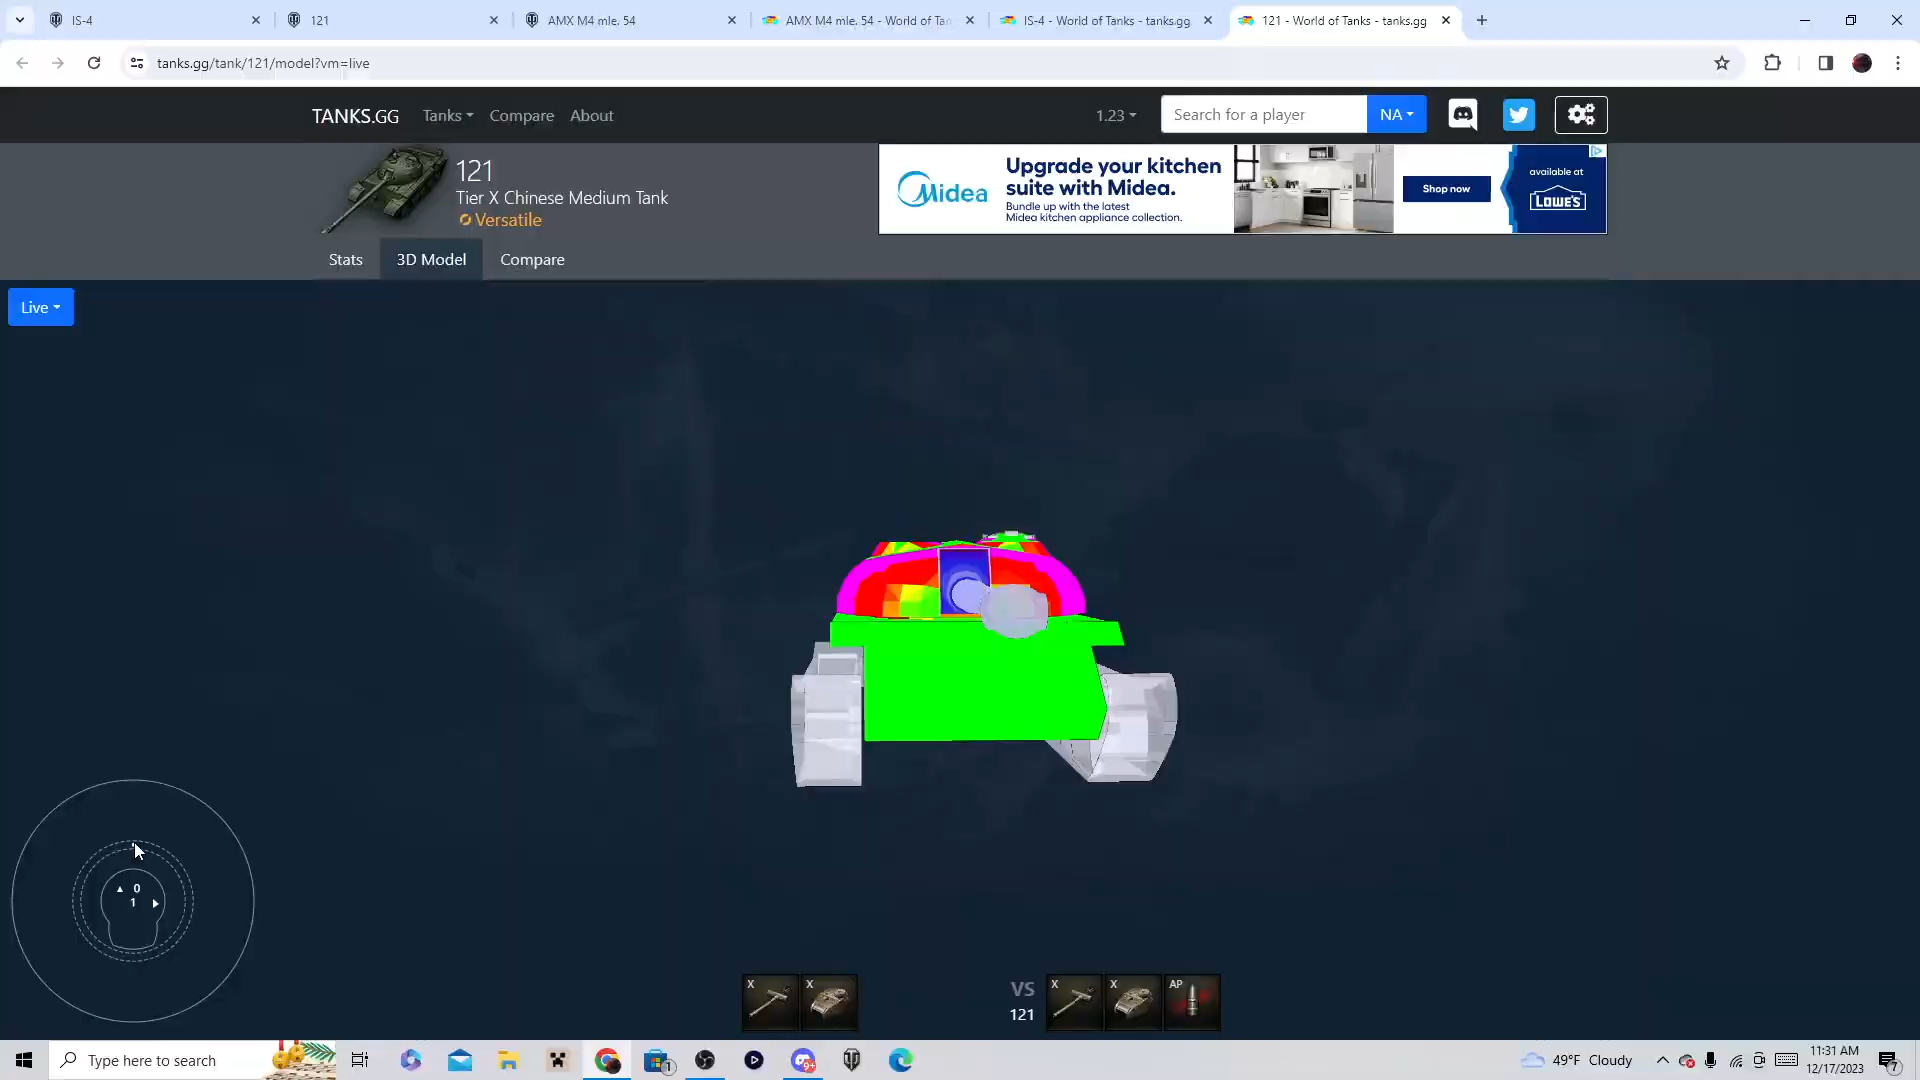 IS-4
121
AMX M4 mle. 54
AMX M4 mle. 54 - World of Tan
IS-4 - World of Tanks - tanks.gg
121 - World of Tanks - tanks.gg
tanks.gg/tank/121/model?vm=live
TANKS.GG
Tanks
Compare
About
1.23
Search for a player
NA
121
Tier X Chinese Medium Tank
Versatile
Midea
Upgrade your kitchen
suite with Midea.
Bundle up with the latest
Midea kitchen appliance collection.
Shop now
available at
LOWE'S
Stats
3D Model
Compare
Live
0
1
X
X
VS
121
X
X
AP
Type here to search
1
9+
49°F Cloudy
11:31 AM
12/17/2023
7